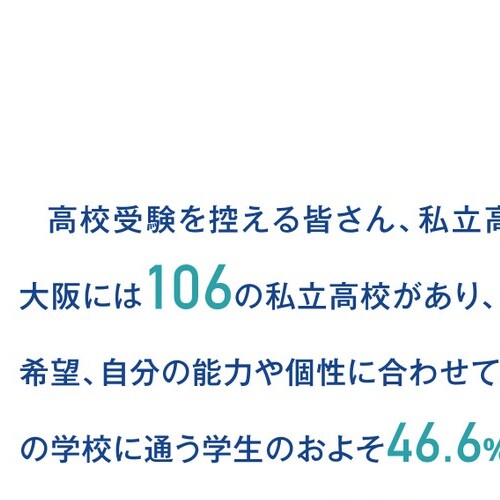 高校受験を控える皆さん、私立高
大阪には106の私立高校があり、
希望、自分の能力や個性に合わせて
の学校に通う学生のおよそ46.6%